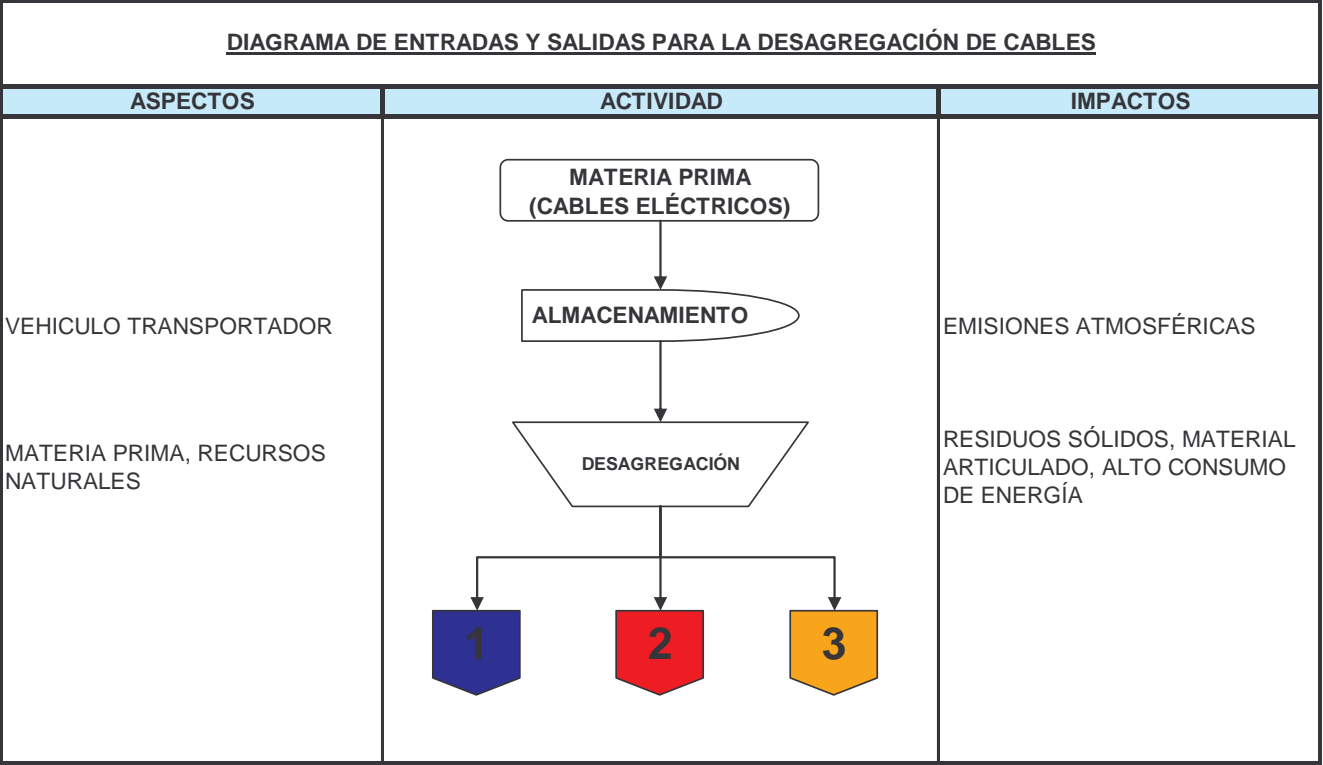 DIAGRAMA DE ENTRADAS Y SALIDAS PARA LA DESAGREGACIÓN DE CABLES
ASPECTOS
ACTIVIDAD
IMPACTOS
MATERIA PRIMA
(CABLES ELÉCTRICOS)
VEHICULO TRANSPORTADOR
ALMACENAMIENTO
EMISIONES ATMOSFÉRICAS
MATERIA PRIMA, RECURSOS
NATURALES
DESAGREGACIÓN
RESIDUOS SÓLIDOS, MATERIAL
ARTICULADO, ALTO CONSUMO
DE ENERGÍA
1
2
3